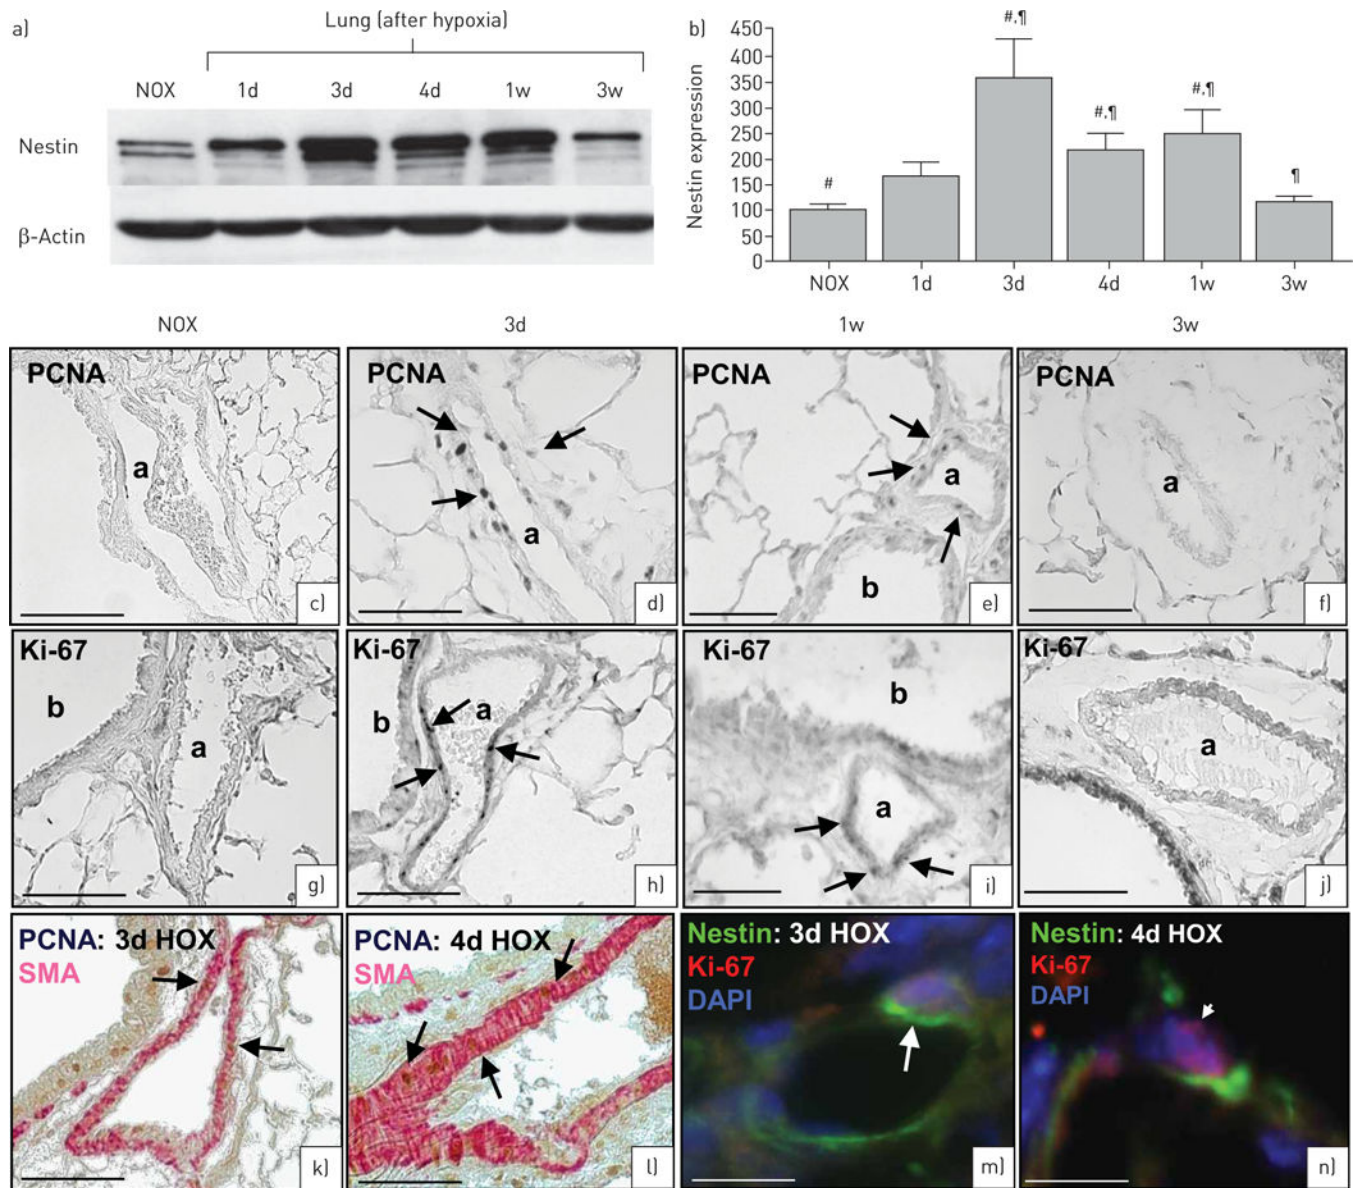 a)
Lung (after hypoxia)
NOX 1d 3d 4d 1w 3w
Nestin
β-Actin
b)
Nestin expression
450
400
350
300
250
200
150
100
50
0
#
#,¶
#,¶
#,¶
¶
NOX 1d 3d 4d 1w 3w
NOX 3d 1w 3w
PCNA
a
c)
PCNA
a
d)
PCNA
a
b
e)
PCNA
a
f)
Ki-67
b
a
g)
Ki-67
b
a
h)
Ki-67
b
a
i)
Ki-67
a
j)
PCNA: 3d HOX
SMA
k)
PCNA: 4d HOX
SMA
l)
Nestin: 3d HOX
Ki-67
DAPI
m)
Nestin: 4d HOX
Ki-67
DAPI
n)